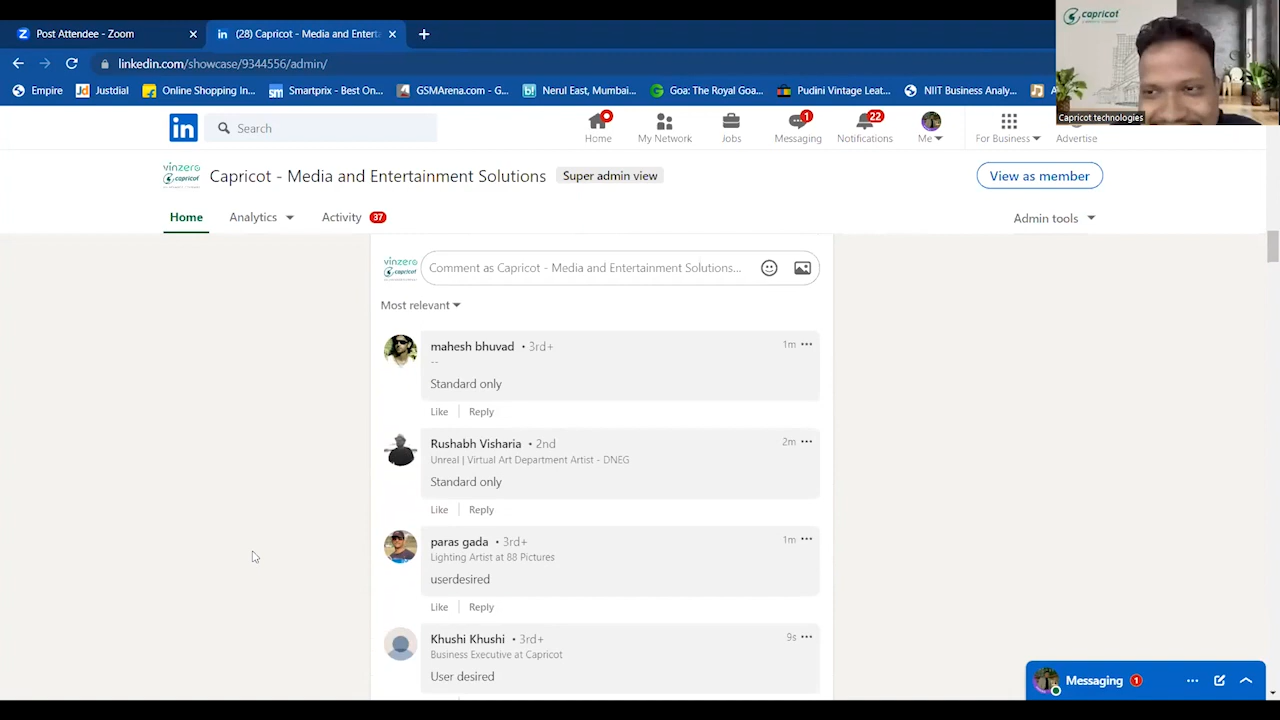 Post Attendee - Zoom
(28) Capricot - Media and Enterta
linkedin.com/showcase/9344556/admin/
Empire
Justdial
Online Shopping In...
Smartprix - Best On...
GSMArena.com - G...
Nerul East, Mumbai...
Goa: The Royal Goa...
Pudini Vintage Leat...
NIIT Business Analy...
capricot
Capricot technologies
in
Search
Home
My Network
Jobs
1
Messaging
22
Notifications
Me
For Business
Advertise
vinzero
capricot
Capricot - Media and Entertainment Solutions
Super admin view
View as member
Home
Analytics
Activity
37
Admin tools
vinzero
capricot
Comment as Capricot - Media and Entertainment Solutions...
Most relevant
mahesh bhuvad • 3rd+
1m
--
Standard only
Like
Reply
Rushabh Visharia • 2nd
2m
Unreal | Virtual Art Department Artist - DNEG
Standard only
Like
Reply
paras gada • 3rd+
1m
Lighting Artist at 88 Pictures
userdesired
Like
Reply
Khushi Khushi • 3rd+
9s
Business Executive at Capricot
User desired
Messaging 1